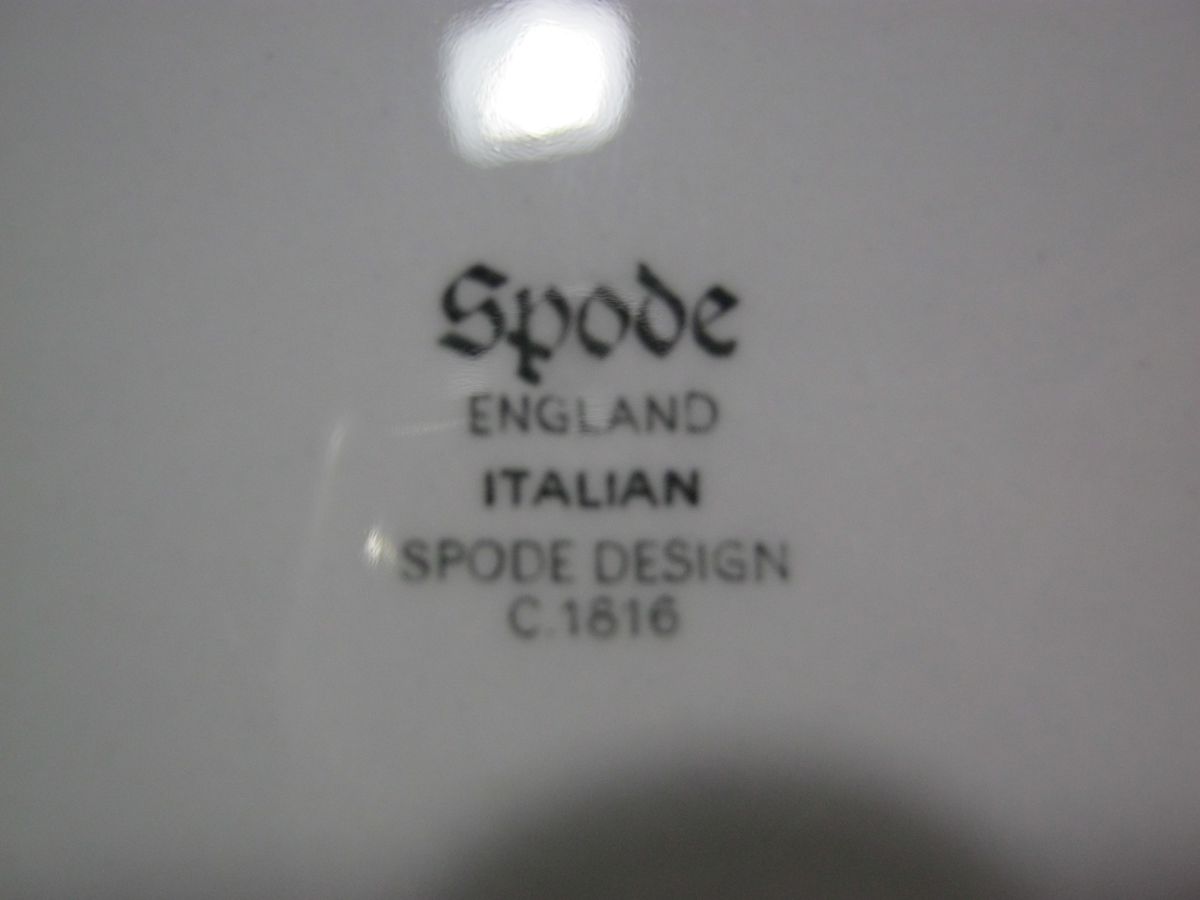 Spode
ENGLAND
ITALIAN
SPODE DESIGN
C.1816